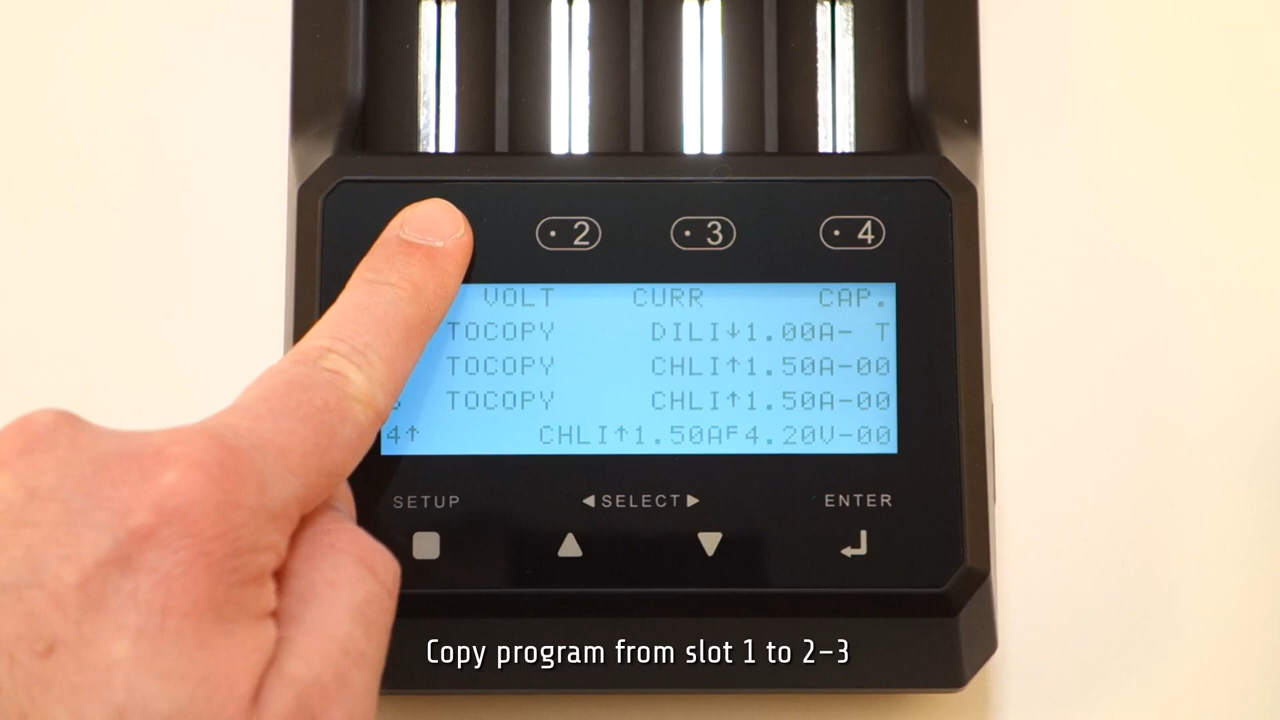 2
3
4
VOLT CURR CAP.
TOCOPY DILI↓1.00A- T
TOCOPY CHLI↑1.50A-00
TOCOPY CHLI↑1.50A-00
4↑ CHLI↑1.50AF4.20V-00
SETUP ◀SELECT▶ ENTER
Copy program from slot 1 to 2–3